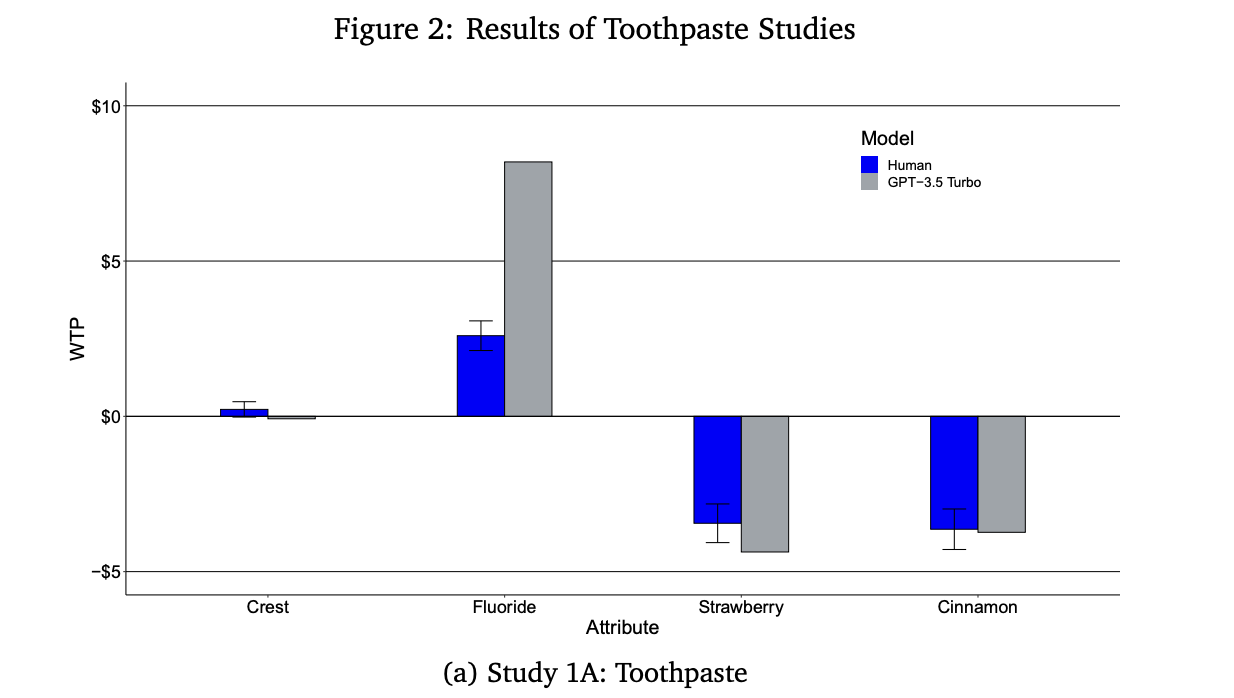 Figure 2: Results of Toothpaste Studies
$10
$5
$0
−$5
WTP
Model
Human
GPT−3.5 Turbo
Crest
Fluoride
Strawberry
Cinnamon
Attribute
(a) Study 1A: Toothpaste